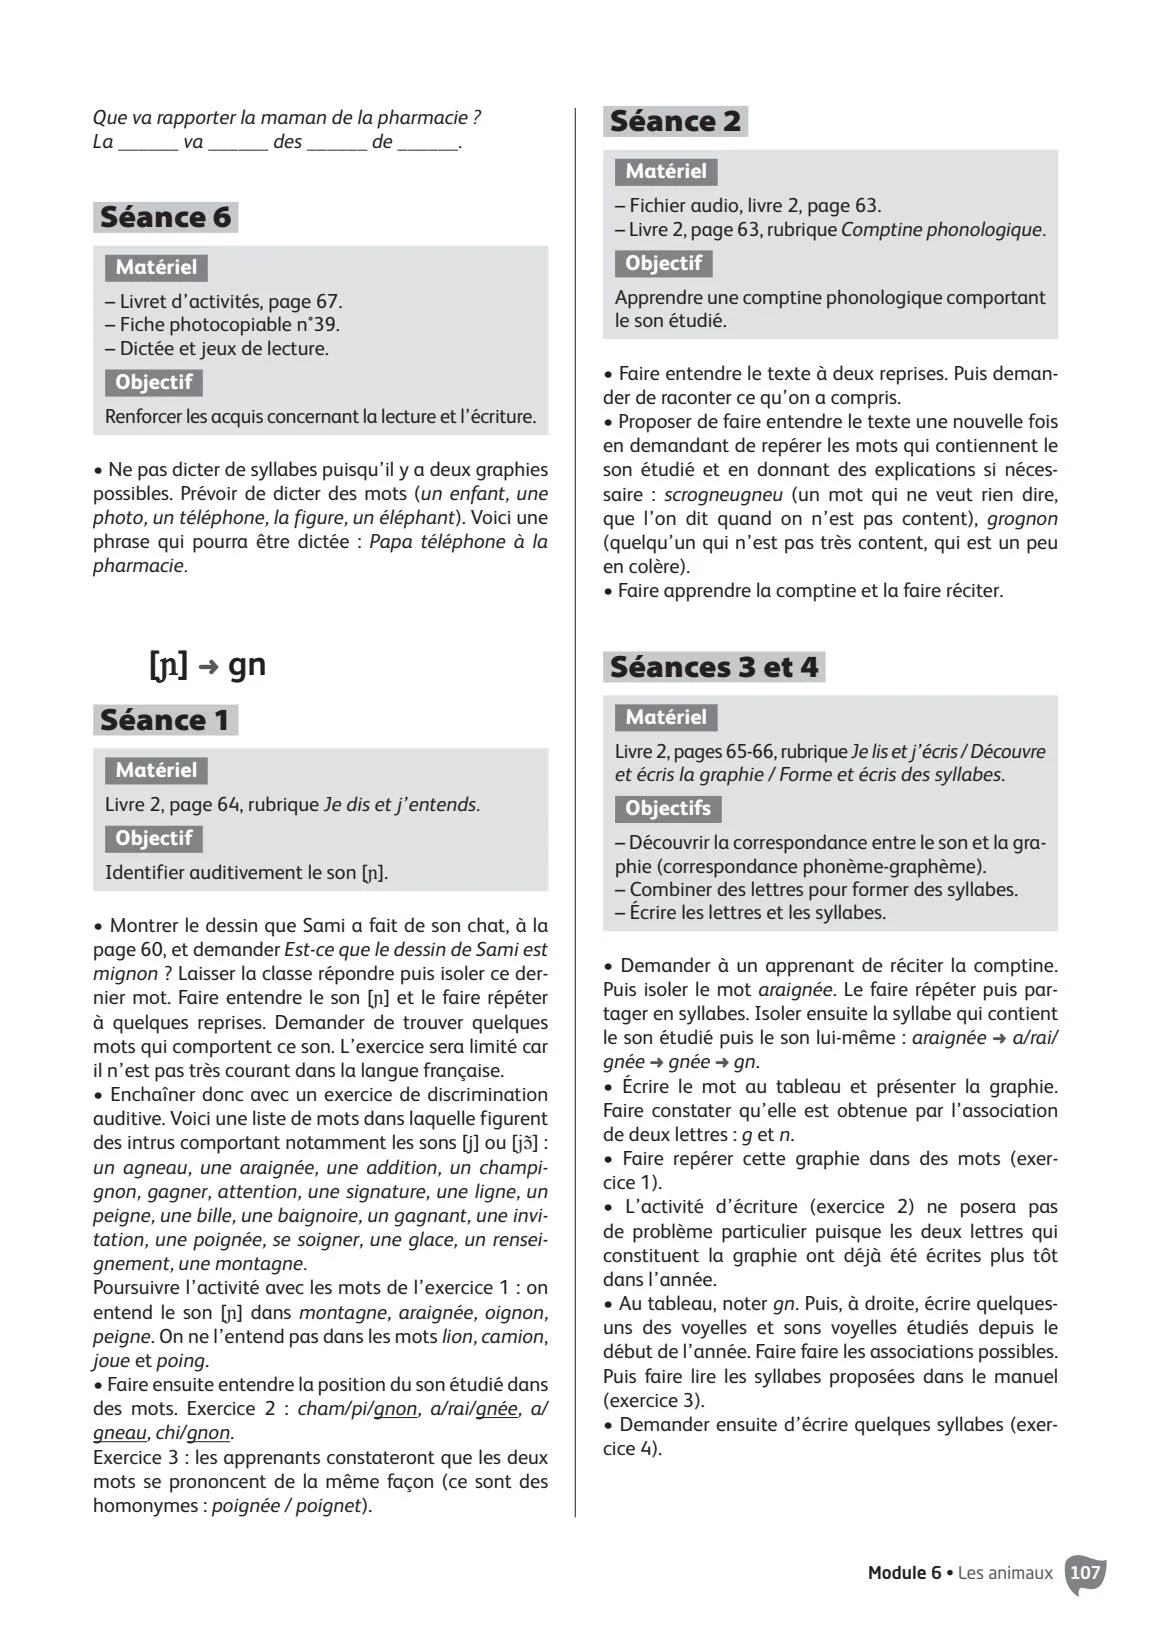 Que va rapporter la maman de la pharmacie ?
La ______ va ______ des ______ de ______.
Séance 6
Matériel
– Livret d’activités, page 67.
– Fiche photocopiable n°39.
– Dictée et jeux de lecture.
Objectif
Renforcer les acquis concernant la lecture et l’écriture.
• Ne pas dicter de syllabes puisqu’il y a deux graphies
possibles. Prévoir de dicter des mots (un enfant, une
photo, un téléphone, la figure, un éléphant). Voici une
phrase qui pourra être dictée : Papa téléphone à la
pharmacie.
[ɲ] ➜ gn
Séance 1
Matériel
Livre 2, page 64, rubrique Je dis et j’entends.
Objectif
Identifier auditivement le son [ɲ].
• Montrer le dessin que Sami a fait de son chat, à la
page 60, et demander Est-ce que le dessin de Sami est
mignon ? Laisser la classe répondre puis isoler ce der-
nier mot. Faire entendre le son [ɲ] et le faire répéter
à quelques reprises. Demander de trouver quelques
mots qui comportent ce son. L’exercice sera limité car
il n’est pas très courant dans la langue française.
• Enchaîner donc avec un exercice de discrimination
auditive. Voici une liste de mots dans laquelle figurent
des intrus comportant notamment les sons [j] ou [jɔ̃] :
un agneau, une araignée, une addition, un champi-
gnon, gagner, attention, une signature, une ligne, un
peigne, une bille, une baignoire, un gagnant, une invi-
tation, une poignée, se soigner, une glace, un rensei-
gnement, une montagne.
Poursuivre l’activité avec les mots de l’exercice 1 : on
entend le son [ɲ] dans montagne, araignée, oignon,
peigne. On ne l’entend pas dans les mots lion, camion,
joue et poing.
• Faire ensuite entendre la position du son étudié dans
des mots. Exercice 2 : cham/pi/gnon, a/rai/gnée, a/
gneau, chi/gnon.
Exercice 3 : les apprenants constateront que les deux
mots se prononcent de la même façon (ce sont des
homonymes : poignée / poignet).
Séance 2
Matériel
– Fichier audio, livre 2, page 63.
– Livre 2, page 63, rubrique Comptine phonologique.
Objectif
Apprendre une comptine phonologique comportant
le son étudié.
• Faire entendre le texte à deux reprises. Puis deman-
der de raconter ce qu’on a compris.
• Proposer de faire entendre le texte une nouvelle fois
en demandant de repérer les mots qui contiennent le
son étudié et en donnant des explications si néces-
saire : scrogneugneu (un mot qui ne veut rien dire,
que l’on dit quand on n’est pas content), grognon
(quelqu’un qui n’est pas très content, qui est un peu
en colère).
• Faire apprendre la comptine et la faire réciter.
Séances 3 et 4
Matériel
Livre 2, pages 65-66, rubrique Je lis et j’écris / Découvre
et écris la graphie / Forme et écris des syllabes.
Objectifs
– Découvrir la correspondance entre le son et la gra-
phie (correspondance phonème-graphème).
– Combiner des lettres pour former des syllabes.
– Écrire les lettres et les syllabes.
• Demander à un apprenant de réciter la comptine.
Puis isoler le mot araignée. Le faire répéter puis par-
tager en syllabes. Isoler ensuite la syllabe qui contient
le son étudié puis le son lui-même : araignée ➜ a/rai/
gnée ➜ gnée ➜ gn.
• Écrire le mot au tableau et présenter la graphie.
Faire constater qu’elle est obtenue par l’association
de deux lettres : g et n.
• Faire repérer cette graphie dans des mots (exer-
cice 1).
• L’activité d’écriture (exercice 2) ne posera pas
de problème particulier puisque les deux lettres qui
constituent la graphie ont déjà été écrites plus tôt
dans l’année.
• Au tableau, noter gn. Puis, à droite, écrire quelques-
uns des voyelles et sons voyelles étudiés depuis le
début de l’année. Faire faire les associations possibles.
Puis faire lire les syllabes proposées dans le manuel
(exercice 3).
• Demander ensuite d’écrire quelques syllabes (exer-
cice 4).
Module 6 • Les animaux 107